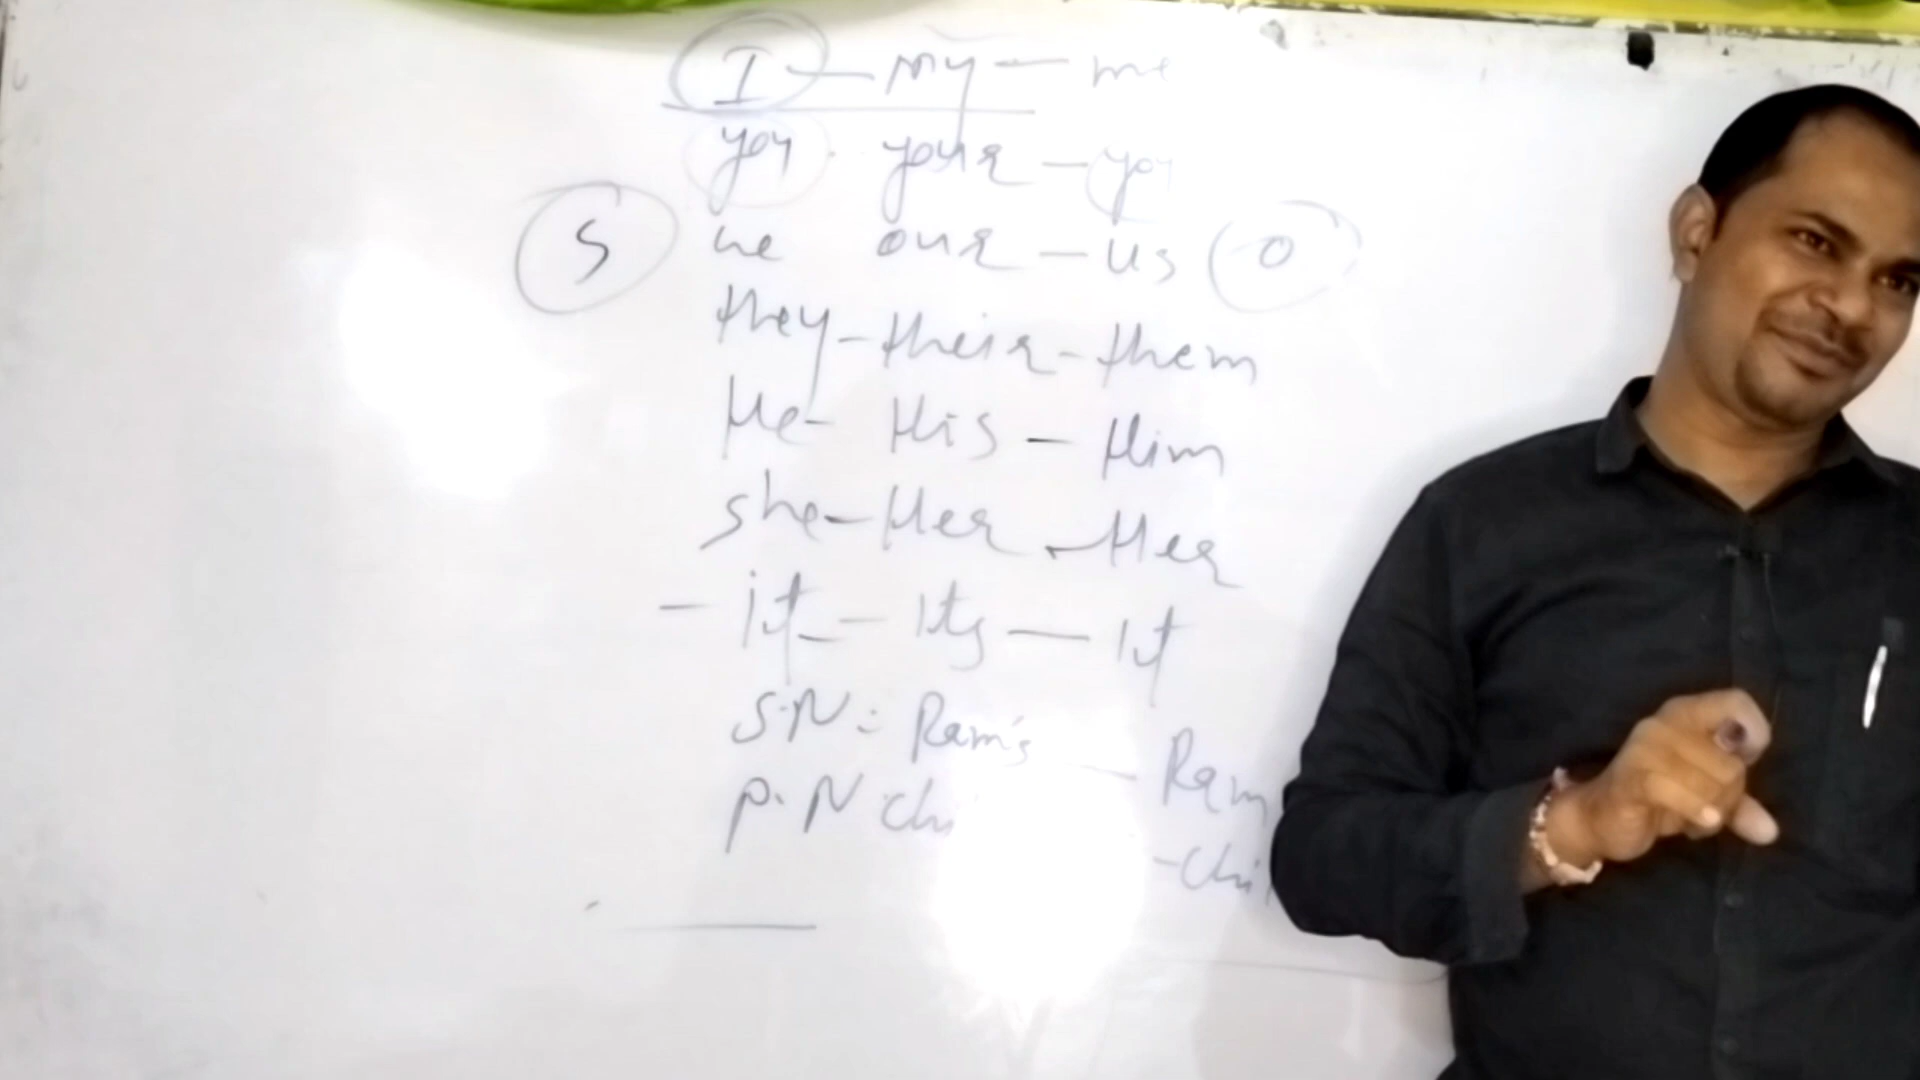 I — my — me
you your — you
S we our — us O
they - their - them
He - His — Him
she - Her - Her
- it - Its — It
S.N : Ram's — Ram
P.N